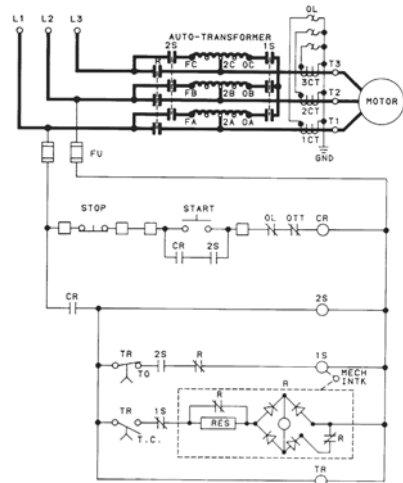 OL
L1 L2 L3
AUTO-TRANSFORMER
2S 1S
FC 2C OC
R
T3
3CT
FB 2B OB
T2
2CT
MOTOR
FA 2A OA
T1
1CT
GND
FU
STOP START
OL OTT CR
CR 2S
CR 2S
TR 2S R 1S
TO
MECH
INTK
R
R
TR 1S
RES
R
T.C.
TR